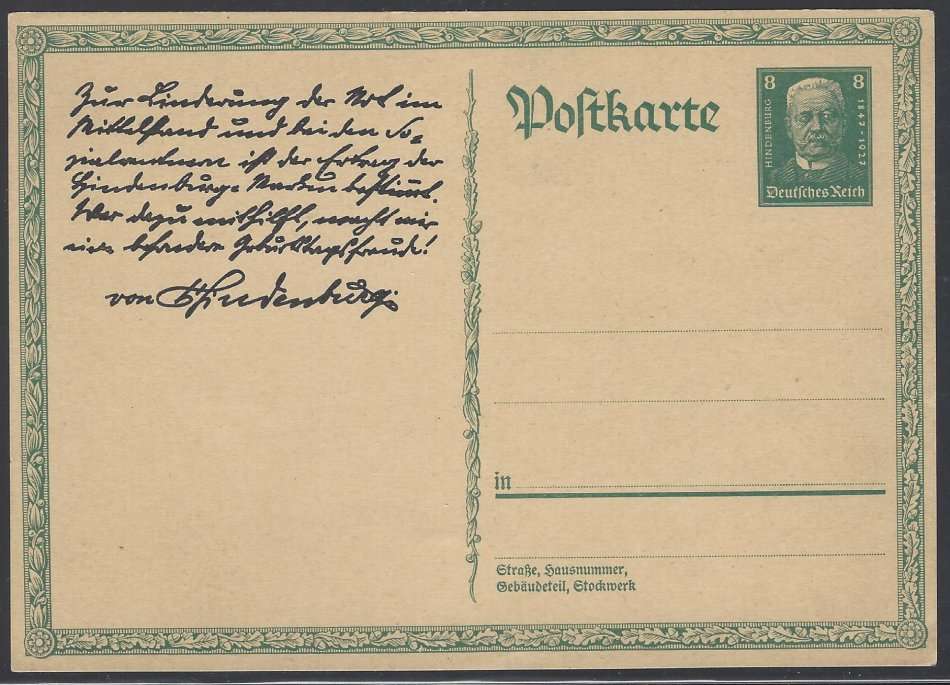 Zur Linderung der Not im
Mittelstand und bei den So-
zialrentnern ist der Ertrag der
Hindenburg-Marken bestimmt.
Wer dazu mithilft, macht mir
eine besondere Geburtstagsfreude!
von Hindenburg.
Postkarte
8 8
HINDENBURG
1847-1927
Deutsches Reich
in
Straße, Hausnummer,
Gebäudeteil, Stockwerk